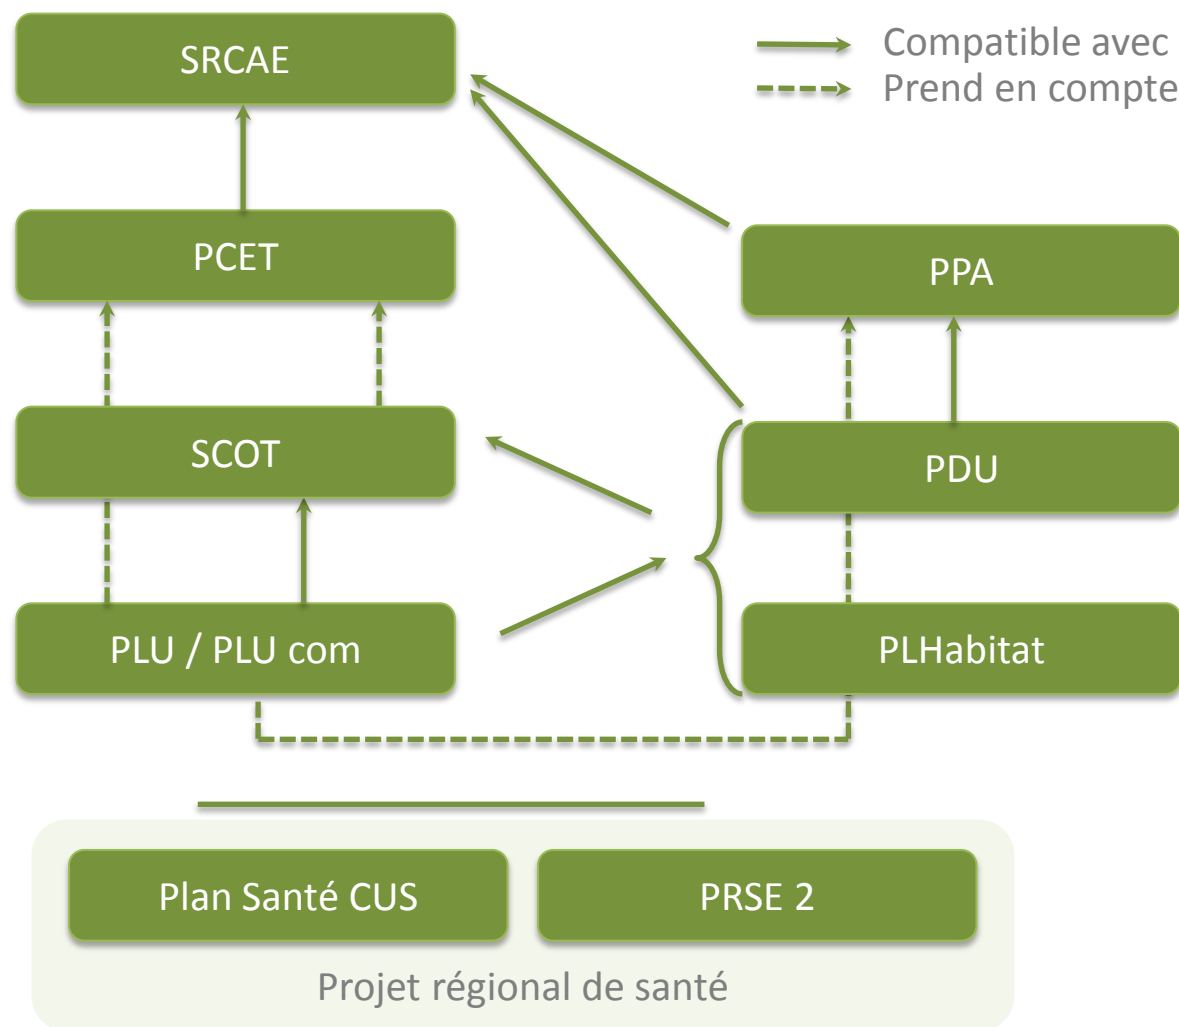 SRCAE
Compatible avec
Prend en compte
PCET
PPA
SCOT
PDU
PLU / PLU com
PLHabitat
Plan Santé CUS
PRSE 2
Projet régional de santé